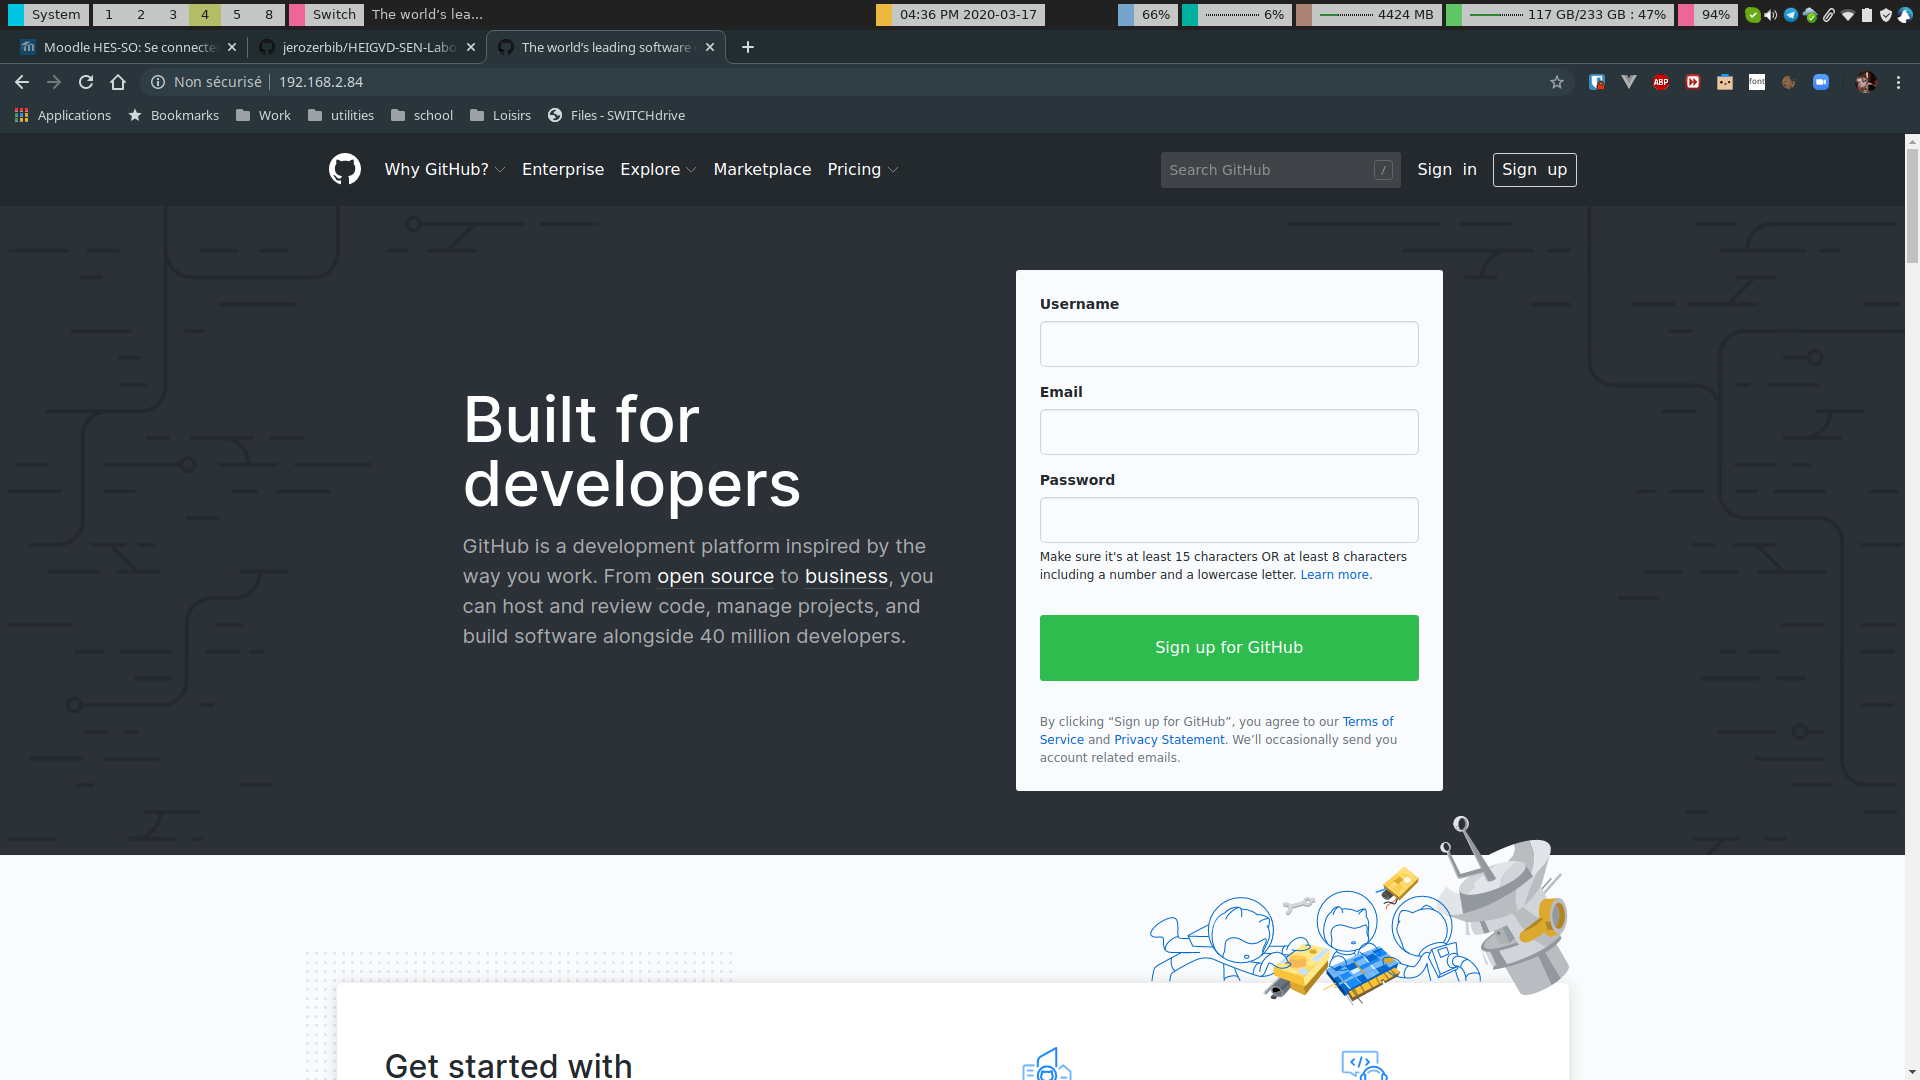 System 1 2 3 4 5 8 Switch The world’s lea... 04:36 PM 2020-03-17 66% 6% 4424 MB 117 GB/233 GB : 47% 94%
Moodle HES-SO: Se connecter jerozerbib/HEIGVD-SEN-Labo The world’s leading software
Non sécurisé 192.168.2.84 ABP font
Applications Bookmarks Work utilities school Loisirs Files - SWITCHdrive
Why GitHub? Enterprise Explore Marketplace Pricing Search GitHub / Sign in Sign up
Built for
developers
GitHub is a development platform inspired by the
way you work. From open source to business, you
can host and review code, manage projects, and
build software alongside 40 million developers.
Username
Email
Password
Make sure it's at least 15 characters OR at least 8 characters
including a number and a lowercase letter. Learn more.
Sign up for GitHub
By clicking “Sign up for GitHub”, you agree to our Terms of
Service and Privacy Statement. We’ll occasionally send you
account related emails.
Get started with